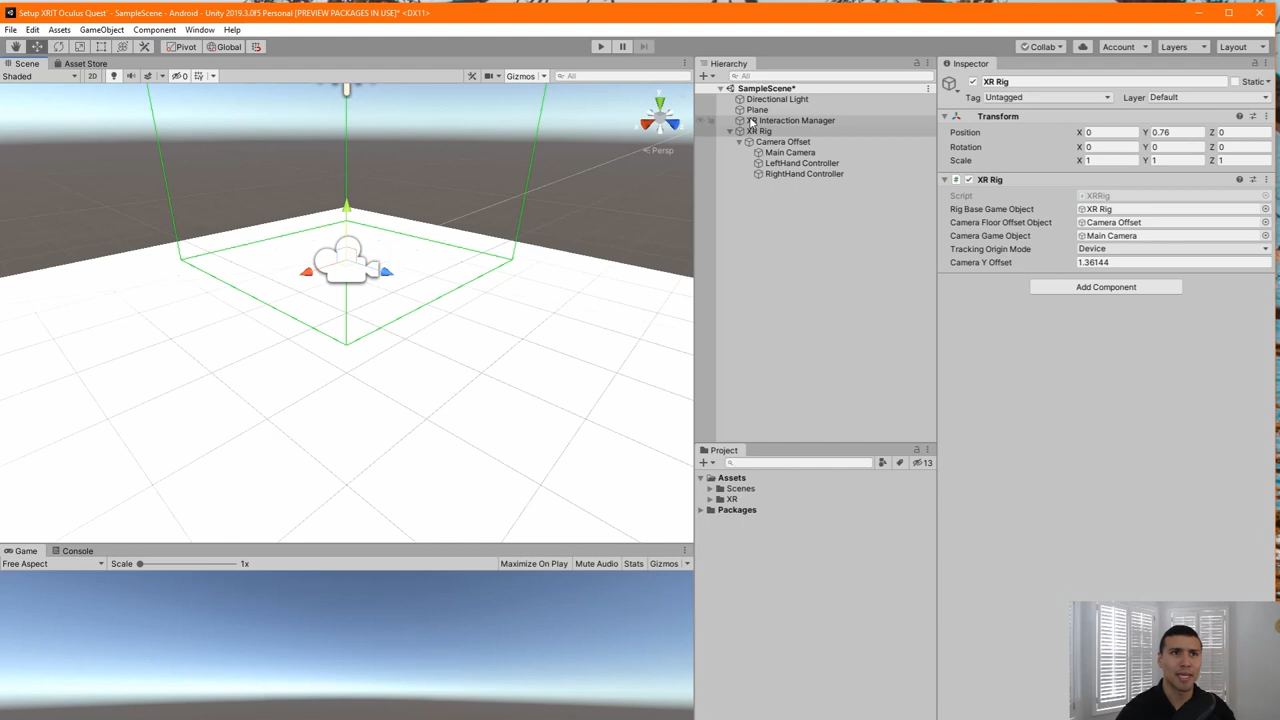 Setup XRIT Oculus Quest` - SampleScene - Android - Unity 2019.3.0f5 Personal [PREVIEW PACKAGES IN USE]* <DX11>
File Edit Assets GameObject Component Window Help
Pivot Global Collab Account Layers Layout
Scene Asset Store
Shaded 2D 0 Gizmos All
Persp
Hierarchy
All
SampleScene*
Directional Light
Plane
XR Interaction Manager
XR Rig
Camera Offset
Main Camera
LeftHand Controller
RightHand Controller
Inspector
XR Rig Static
Tag Untagged Layer Default
Transform
Position X 0 Y 0.76 Z 0
Rotation X 0 Y 0 Z 0
Scale X 1 Y 1 Z 1
XR Rig
Script XRRig
Rig Base Game Object XR Rig
Camera Floor Offset Object Camera Offset
Camera Game Object Main Camera
Tracking Origin Mode Device
Camera Y Offset 1.36144
Add Component
Project
13
Assets
Scenes
XR
Packages
Game Console
Free Aspect Scale 1x Maximize On Play Mute Audio Stats Gizmos